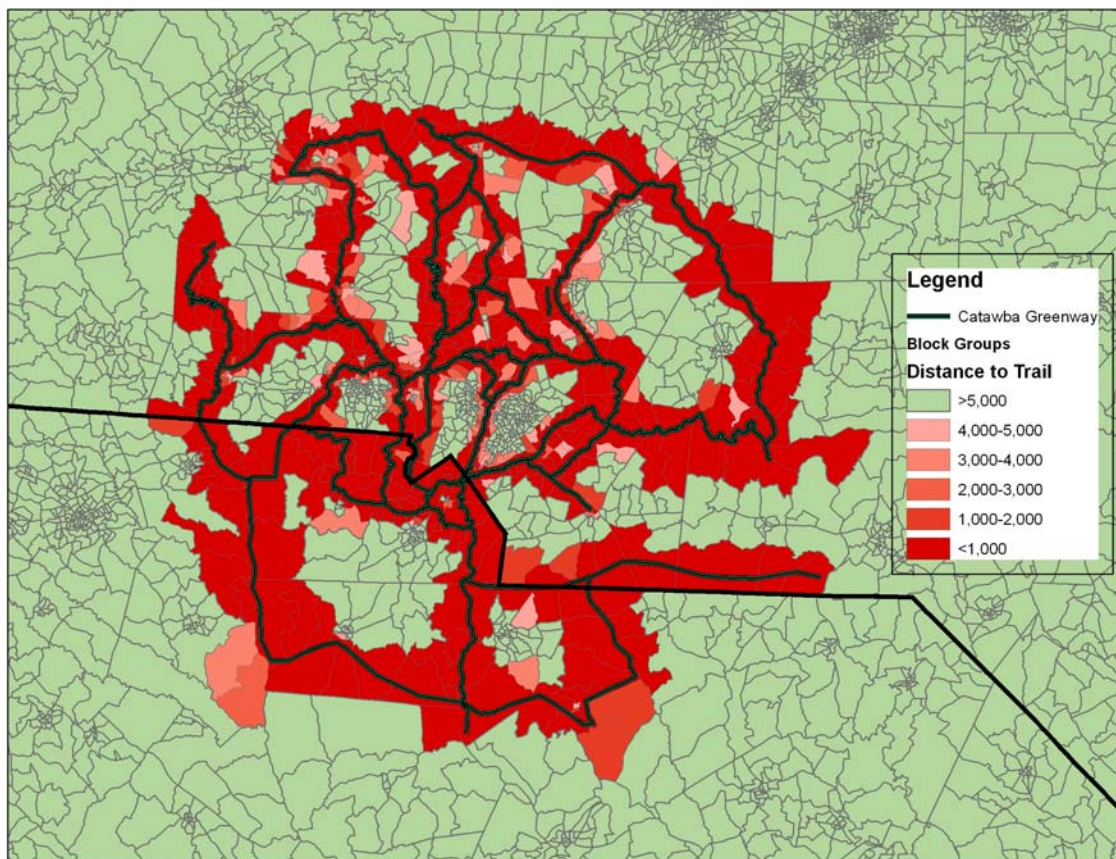 Legend
Catawba Greenway
Block Groups
Distance to Trail
>5,000
4,000-5,000
3,000-4,000
2,000-3,000
1,000-2,000
<1,000